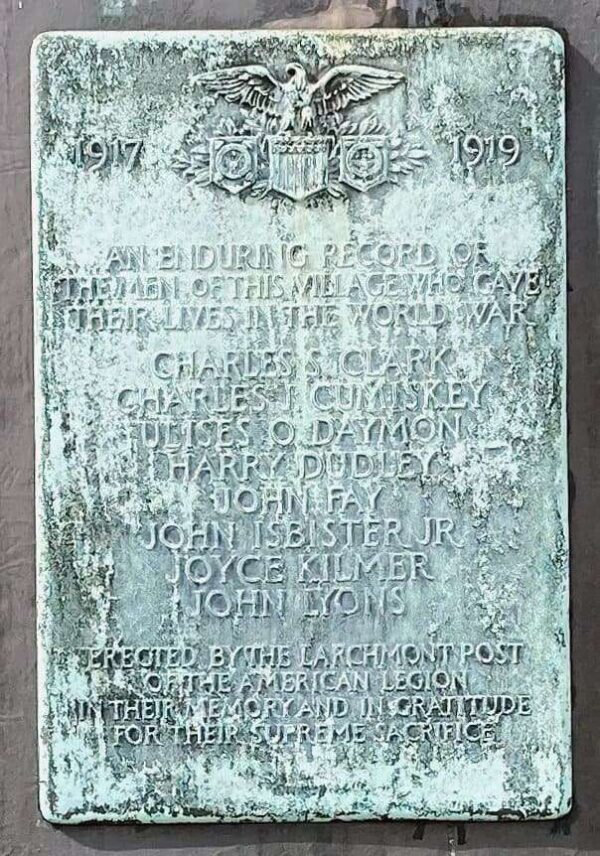 1917 1919
AN ENDURING RECORD OF
THE MEN OF THIS VILLAGE WHO GAVE
THEIR LIVES IN THE WORLD WAR
CHARLES S. CLARK
CHARLES J. CUMISKEY
ULISES O. DAYMON
HARRY DUDLEY
JOHN FAY
JOHN ISBISTER JR.
JOYCE KILMER
JOHN LYONS
ERECTED BY THE LARCHMONT POST
OF THE AMERICAN LEGION
IN THEIR MEMORY AND IN GRATITUDE
FOR THEIR SUPREME SACRIFICE